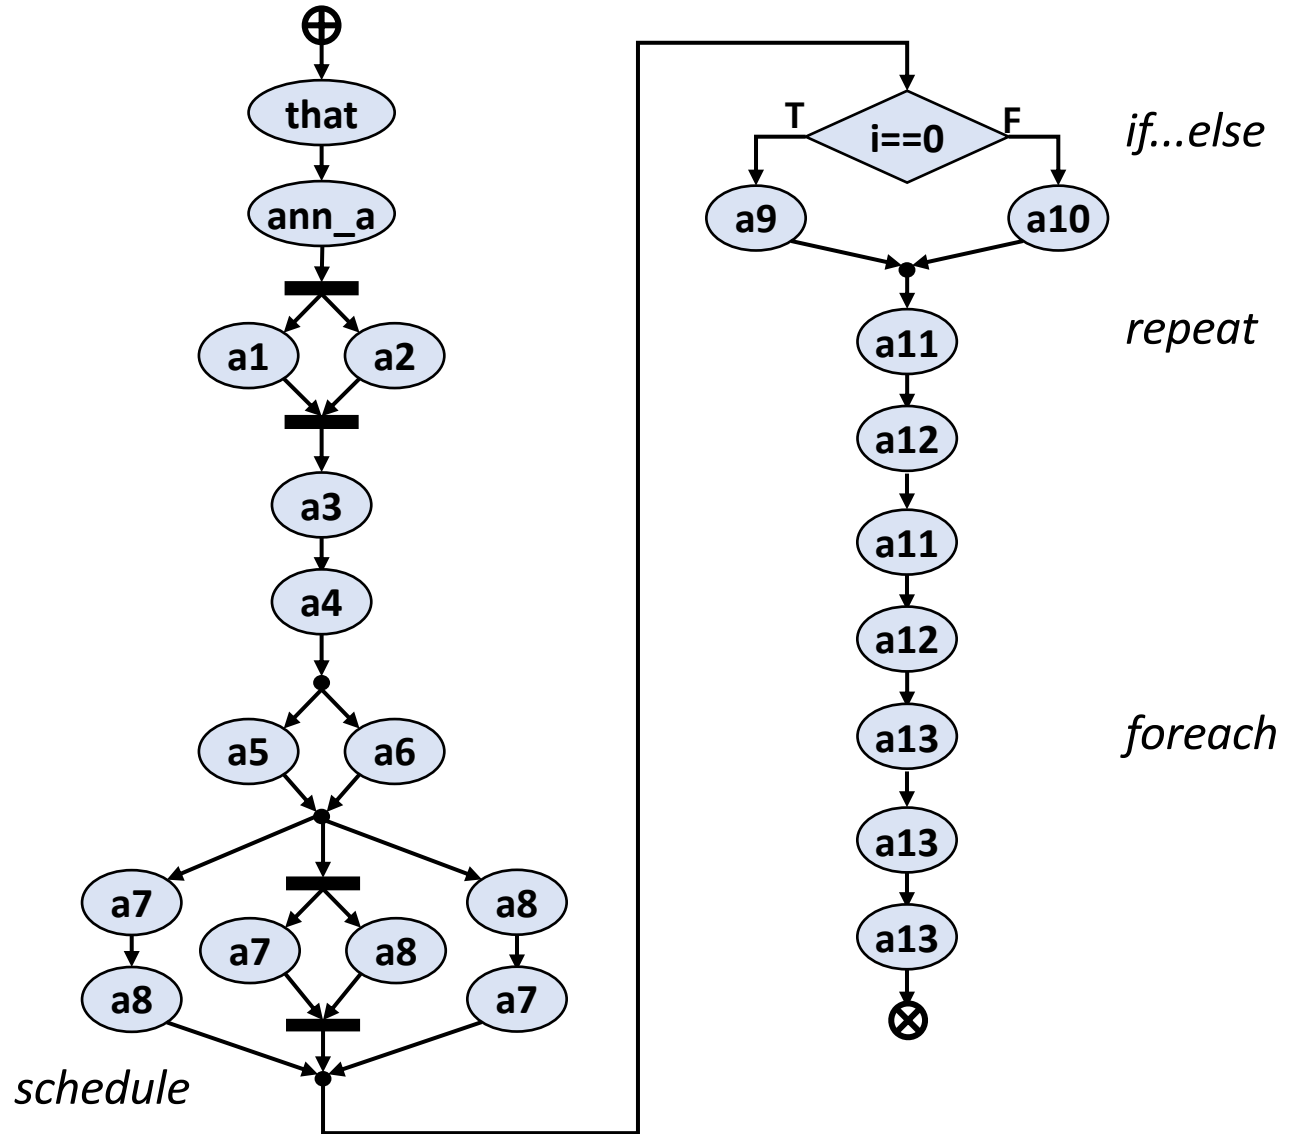 that
ann_a
a1 a2
a3
a4
a5 a6
a7 a7 a8 a8
a8 a7
schedule
T i==0 F if...else
a9 a10
a11 repeat
a12
a11
a12
a13 foreach
a13
a13